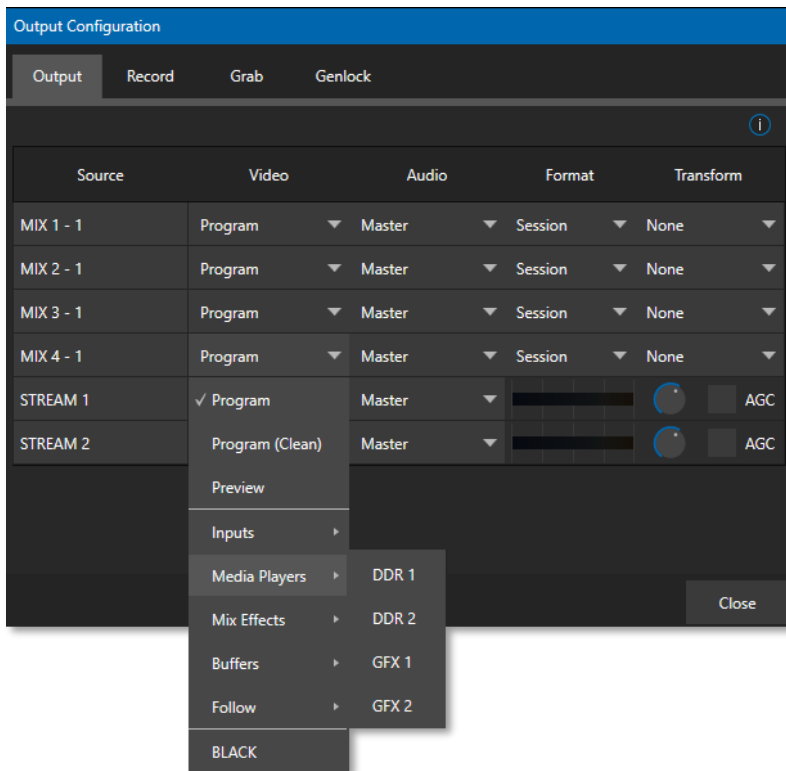 Output Configuration
Output Record Grab Genlock
i
Source Video Audio Format Transform
MIX 1 - 1 Program Master Session None
MIX 2 - 1 Program Master Session None
MIX 3 - 1 Program Master Session None
MIX 4 - 1 Program Master Session None
STREAM 1 ✓ Program Master AGC
STREAM 2 Program (Clean) Master AGC
Preview
Inputs
Media Players DDR 1
Close
Mix Effects DDR 2
Buffers GFX 1
Follow GFX 2
BLACK